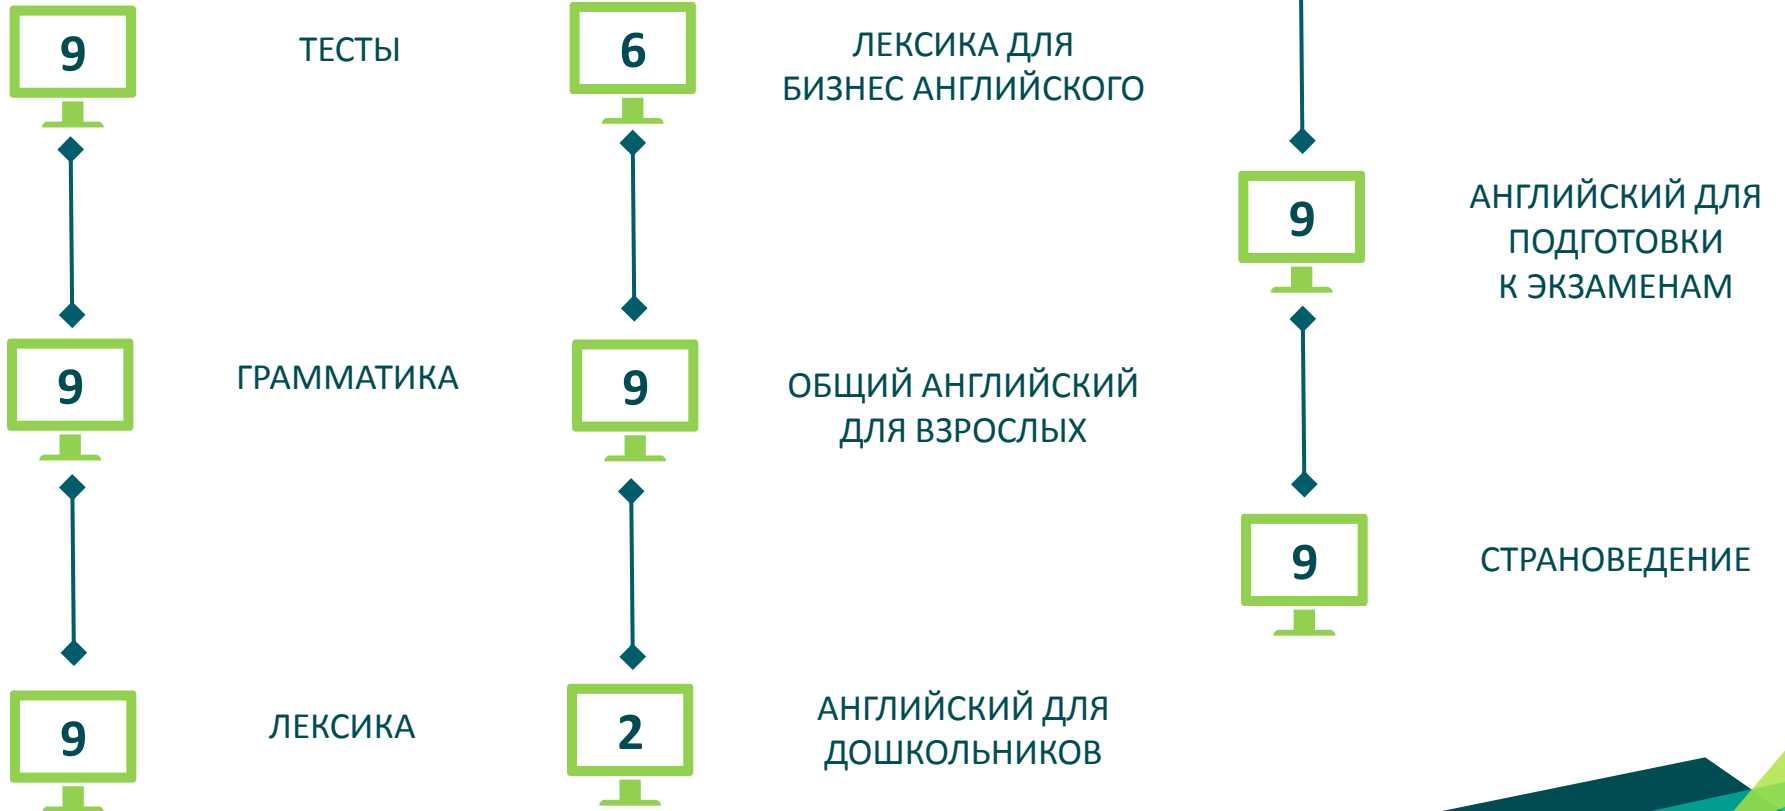 9
ТЕСТЫ
9
ГРАММАТИКА
9
ЛЕКСИКА
6
ЛЕКСИКА ДЛЯ
БИЗНЕС АНГЛИЙСКОГО
9
ОБЩИЙ АНГЛИЙСКИЙ
ДЛЯ ВЗРОСЛЫХ
2
АНГЛИЙСКИЙ ДЛЯ
ДОШКОЛЬНИКОВ
9
АНГЛИЙСКИЙ ДЛЯ
ПОДГОТОВКИ
К ЭКЗАМЕНАМ
9
СТРАНОВЕДЕНИЕ